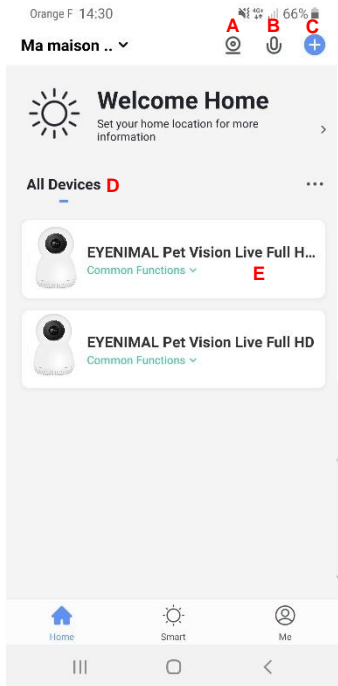 Orange F 14:30 4G+ 66%
A B C
Ma maison ..
Welcome Home
Set your home location for more
information
All Devices D
EYENIMAL Pet Vision Live Full H...
Common Functions E
EYENIMAL Pet Vision Live Full HD
Common Functions
Home Smart Me